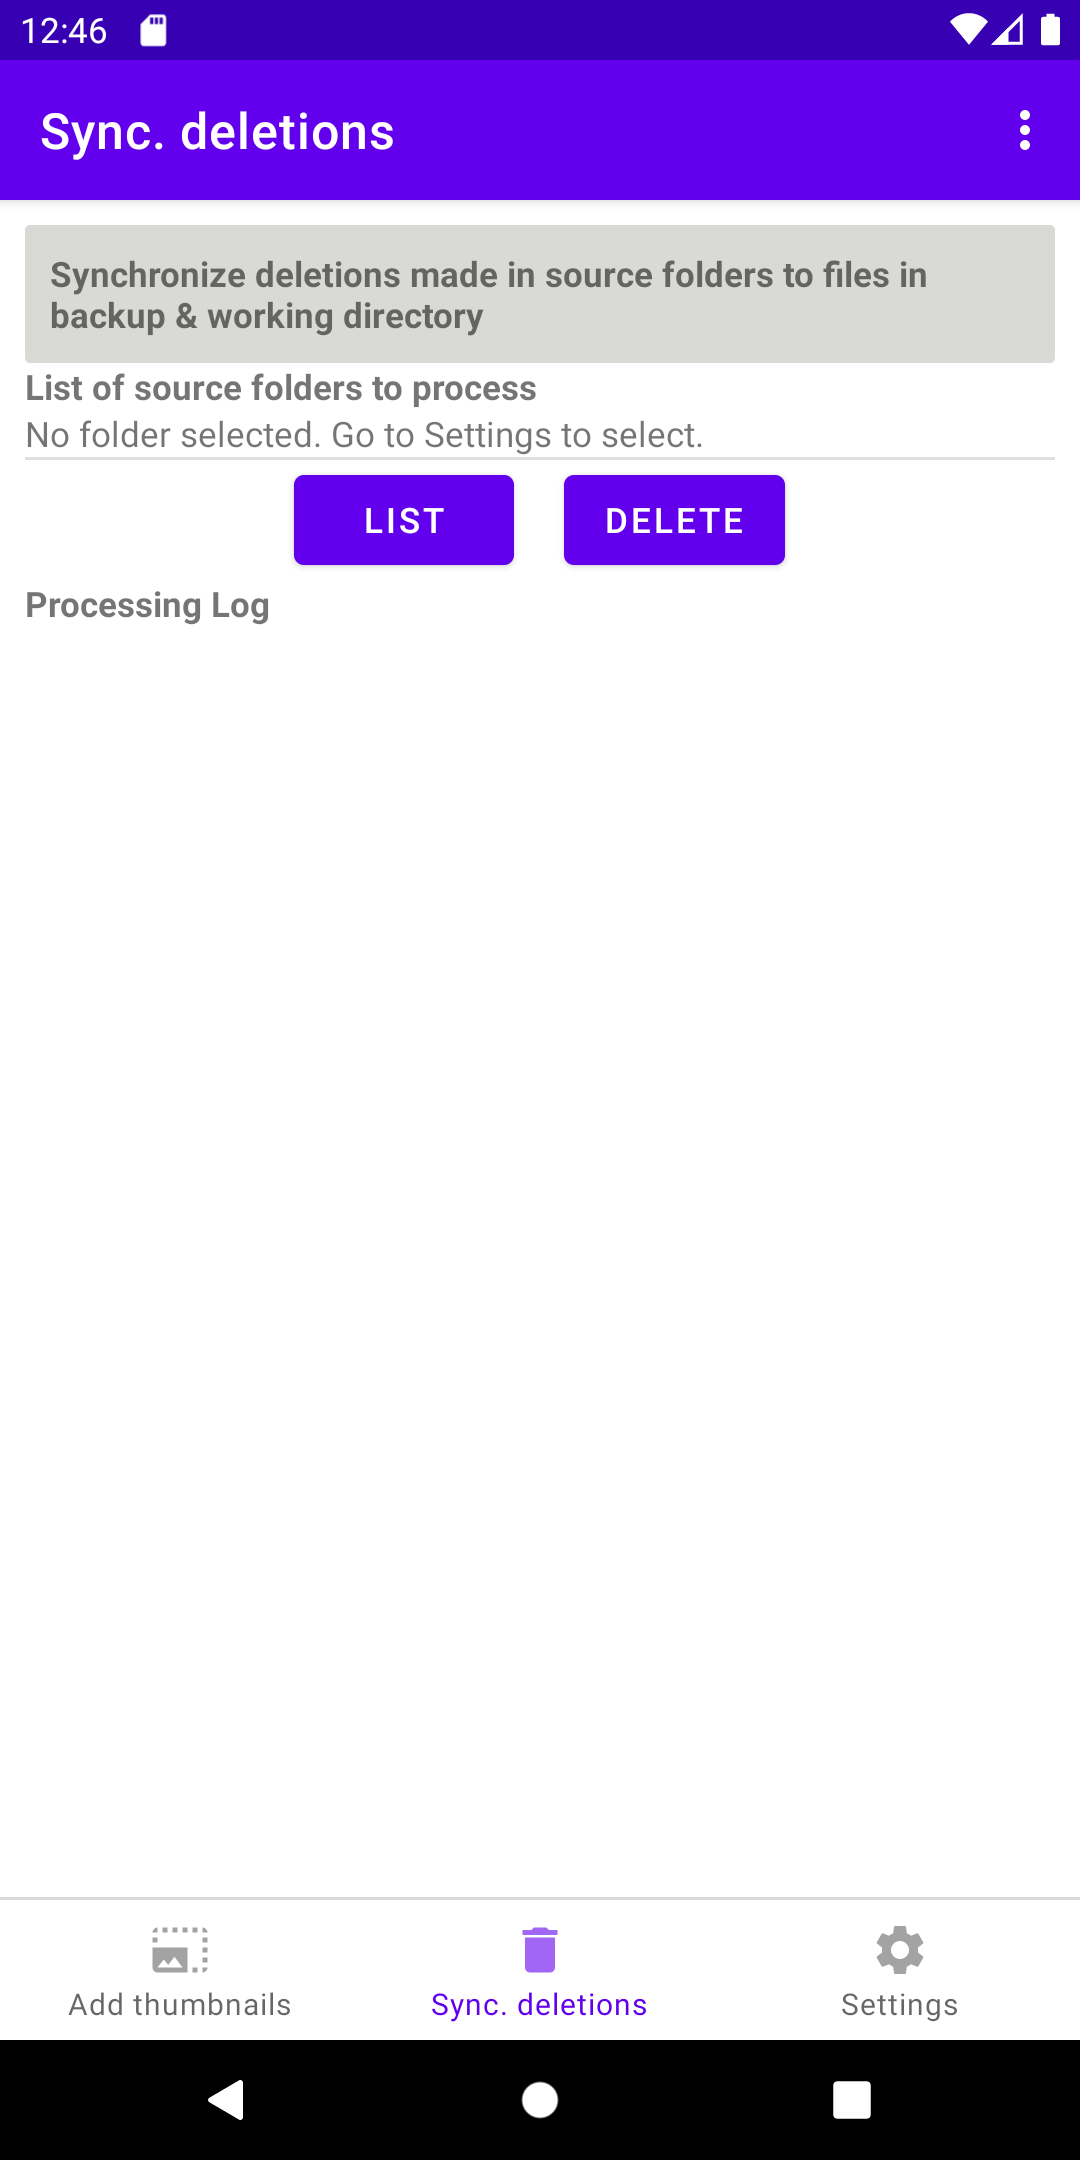 12:46
Sync. deletions
Synchronize deletions made in source folders to files in
backup & working directory
List of source folders to process
No folder selected. Go to Settings to select.
LIST DELETE
Processing Log
Add thumbnails Sync. deletions Settings